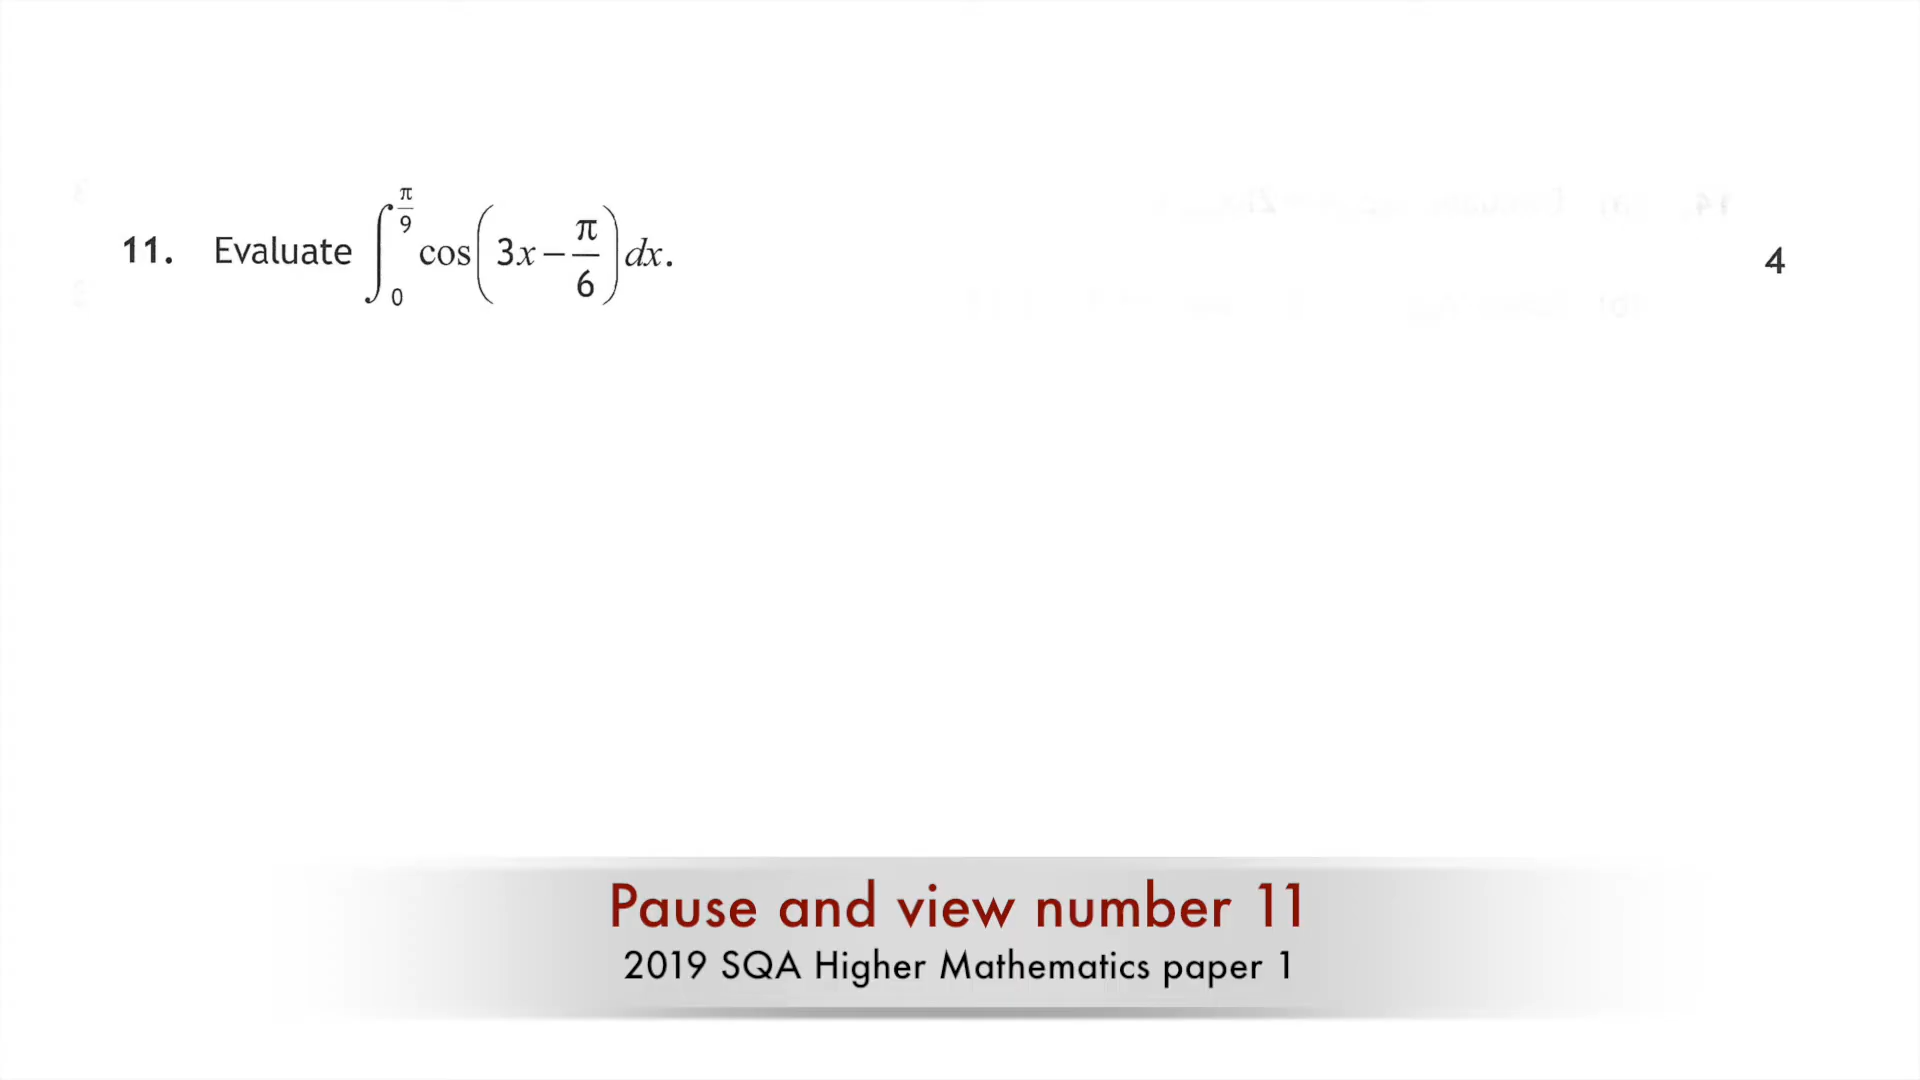 11. Evaluate ∫₀^(π/9) cos(3x − π/6) dx. 4
Pause and view number 11
2019 SQA Higher Mathematics paper 1